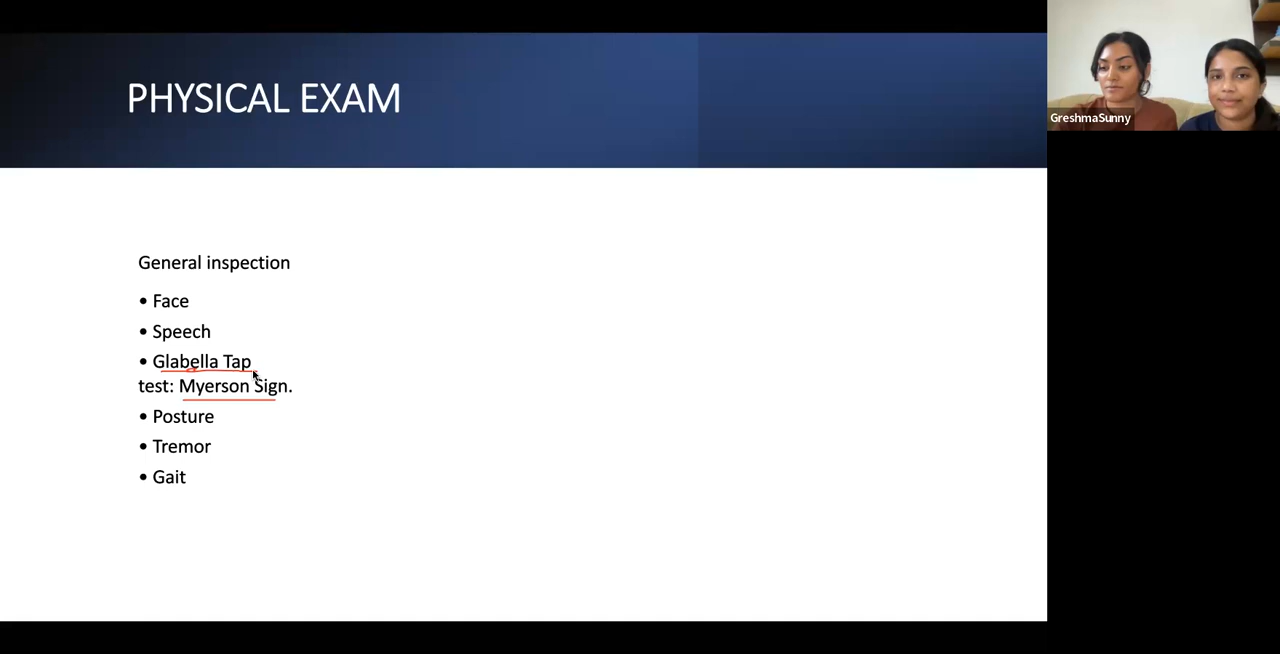 PHYSICAL EXAM
GreshmaSunny
General inspection
• Face
• Speech
• Glabella Tap
test: Myerson Sign.
• Posture
• Tremor
• Gait